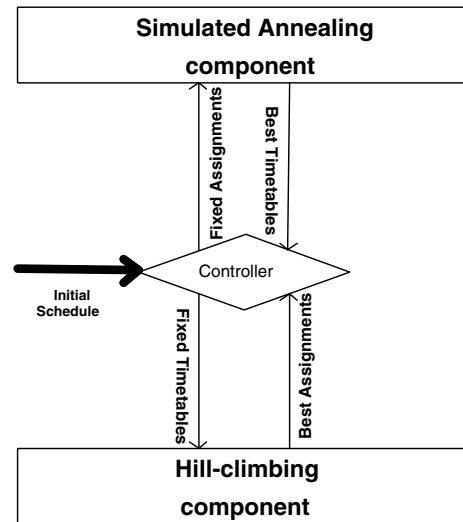 Simulated Annealing
component
Fixed Assignments
Best Timetables
Controller
Initial
Schedule
Fixed Timetables
Best Assignments
Hill-climbing
component